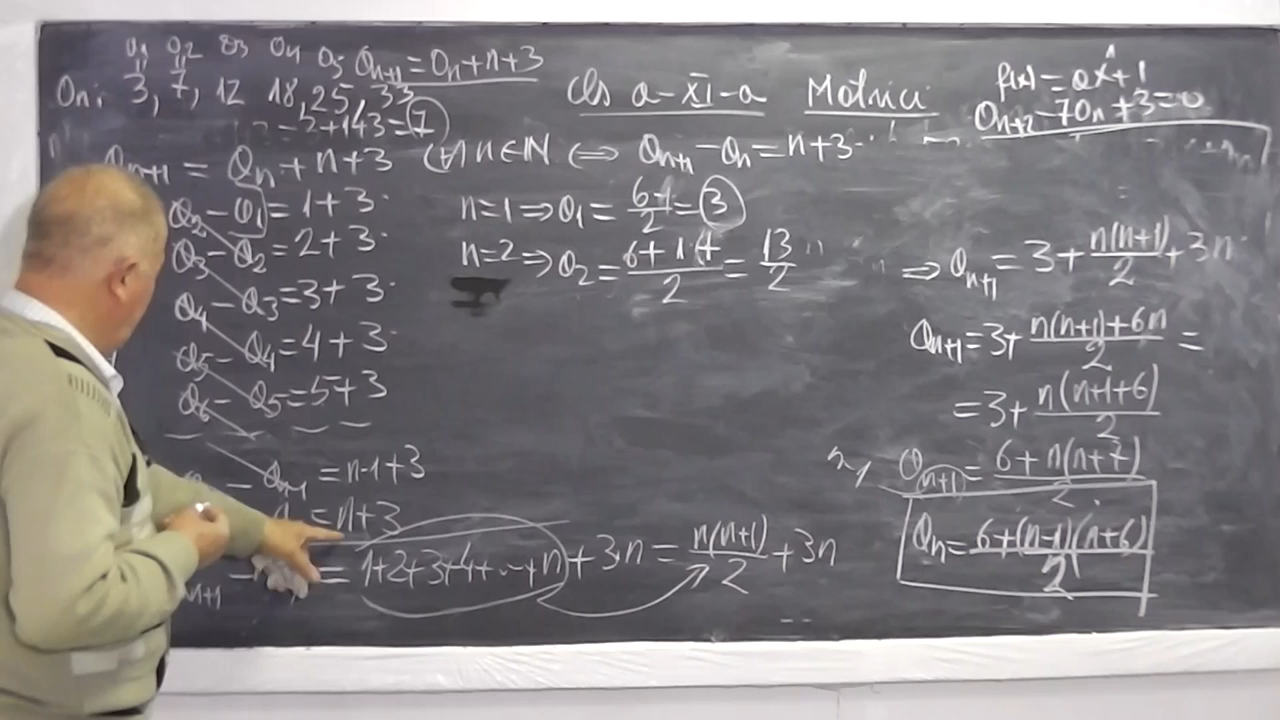 a1 a2 a3 a4 a5 an+1 = an + n + 3
an: 3, 7, 12 18, 25, 33
-2+143=7
cls a-XI-a Matrici
f(x) = ax+1
an+2 - 7an + 3 = 0
an+1 = an + n + 3 (∀) n ∈ N ⇔ an+1 - an = n + 3
a2 - a1 = 1 + 3
a3 - a2 = 2 + 3
a4 - a3 = 3 + 3
a5 - a4 = 4 + 3
a6 - a5 = 5 + 3
- an-1 = n-1+3
= n+3
n+1 - = 1+2+3+4+...+n + 3n = n(n+1)/2 + 3n
n=1 ⇒ a1 = 6+/2 = 3
n=2 ⇒ a2 = 6+1·/2 = 13/2
⇒ an+1 = 3 + n(n+1)/2 + 3n
an+1 = 3 + n(n+1)+6n/2 =
= 3 + n(n+1+6)/2
an+1 = 6+n(n+7)/2
an = 6+(n-1)(n+6)/2